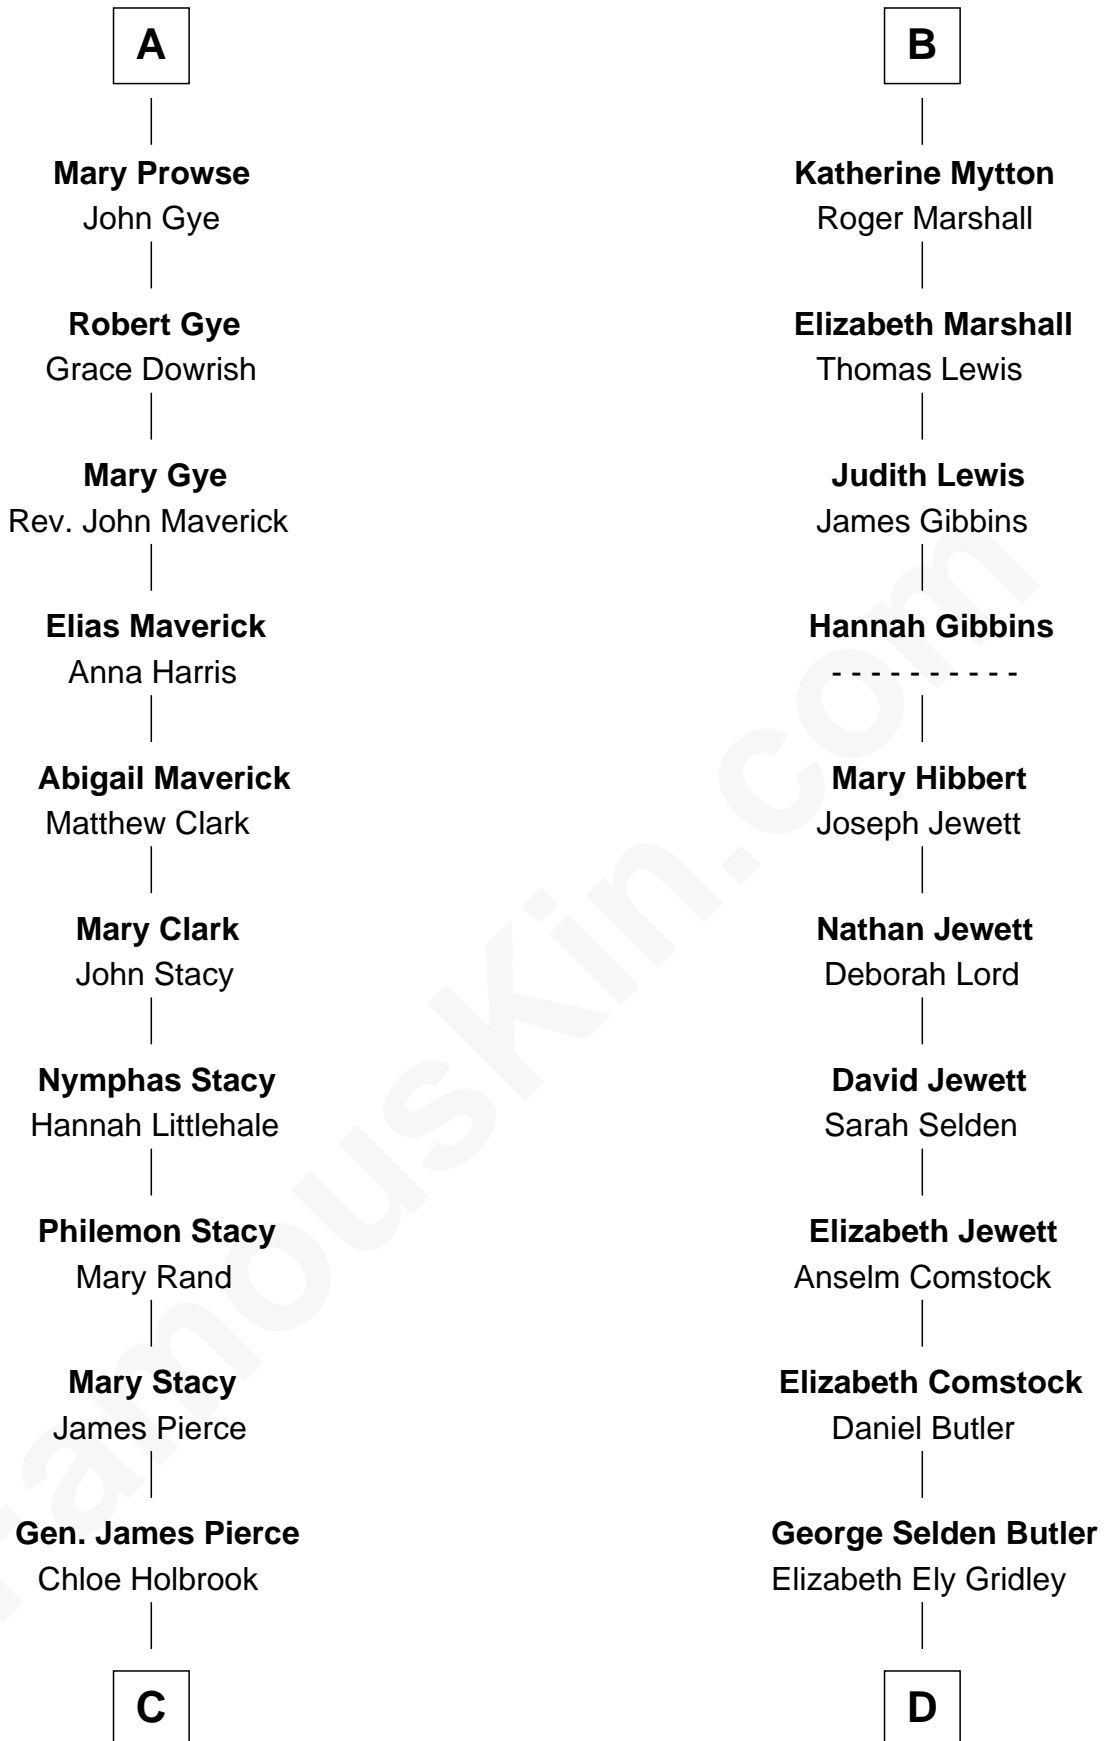 A
Mary Prowse
John Gye
Robert Gye
Grace Dowrish
Mary Gye
Rev. John Maverick
Elias Maverick
Anna Harris
Abigail Maverick
Matthew Clark
Mary Clark
John Stacy
Nymphas Stacy
Hannah Littlehale
Philemon Stacy
Mary Rand
Mary Stacy
James Pierce
Gen. James Pierce
Chloe Holbrook
C
B
Katherine Mytton
Roger Marshall
Elizabeth Marshall
Thomas Lewis
Judith Lewis
James Gibbins
Hannah Gibbins
- - - - - - - - - -
Mary Hibbert
Joseph Jewett
Nathan Jewett
Deborah Lord
David Jewett
Sarah Selden
Elizabeth Jewett
Anselm Comstock
Elizabeth Comstock
Daniel Butler
George Selden Butler
Elizabeth Ely Gridley
D
FamousKin.com